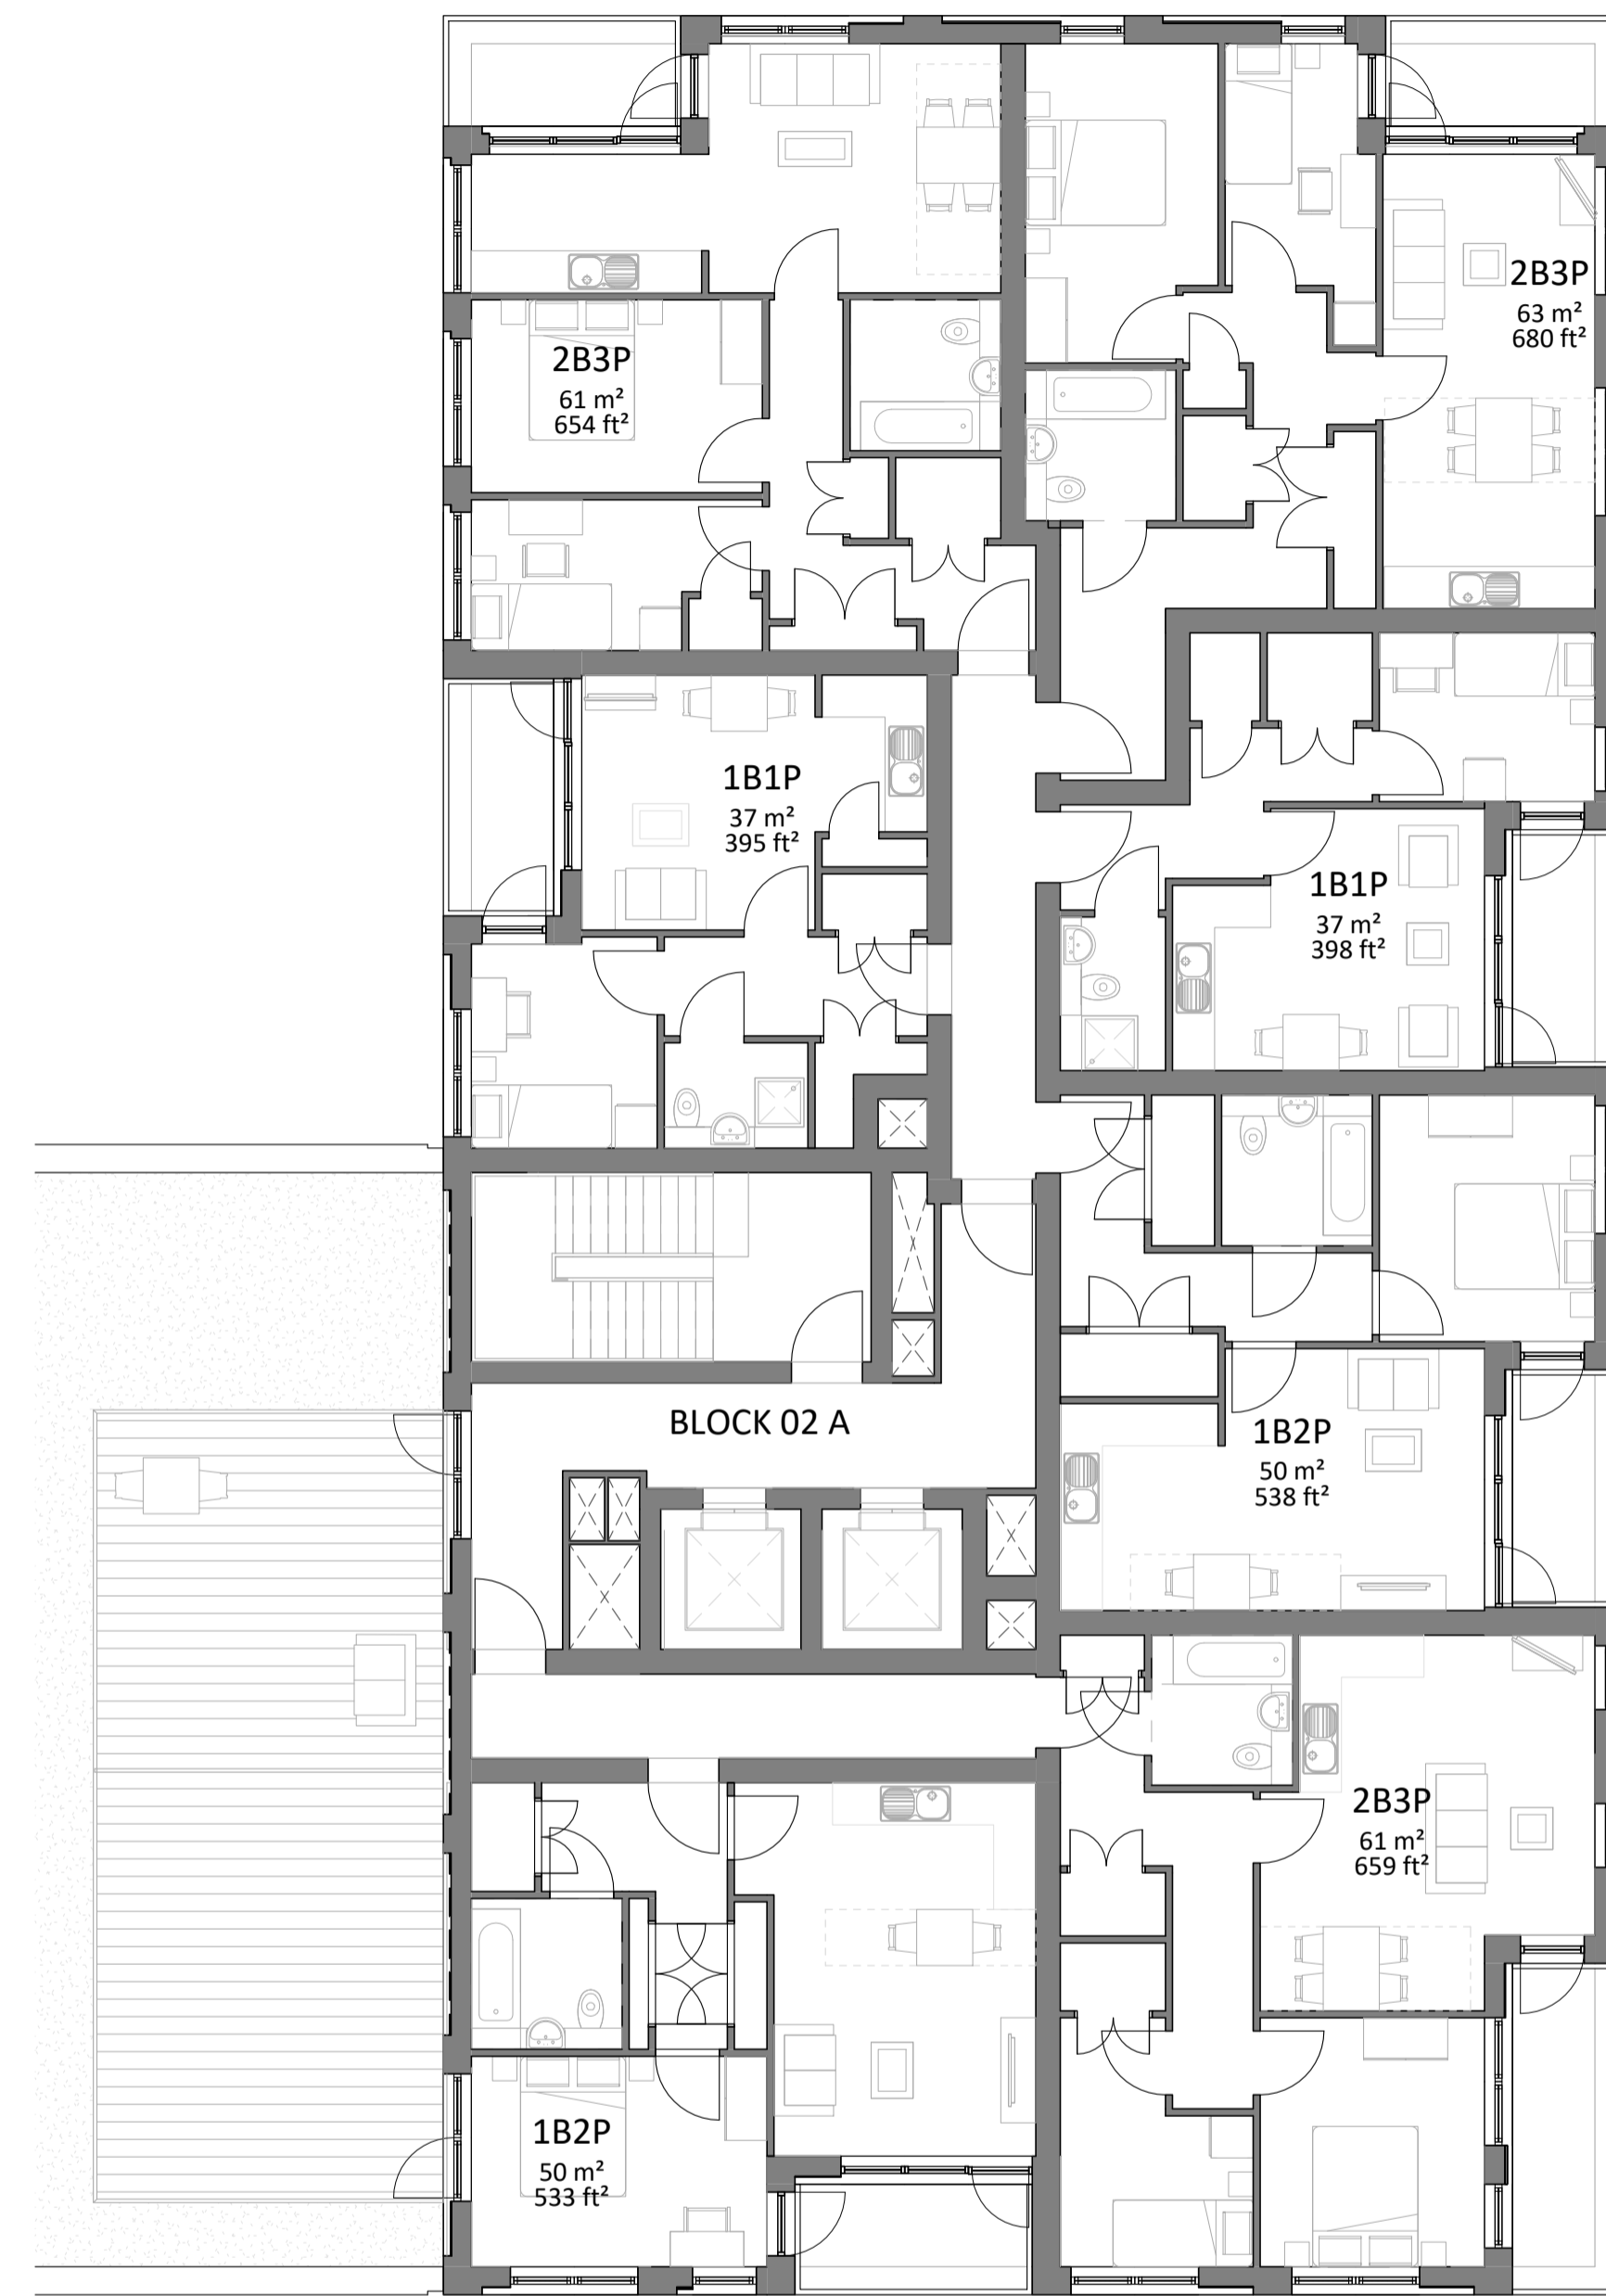 2B3P
63 m²
680 ft²
2B3P
61 m²
654 ft²
1B1P
37 m²
395 ft²
1B1P
37 m²
398 ft²
BLOCK 02 A
1B2P
50 m²
538 ft²
2B3P
61 m²
659 ft²
1B2P
50 m²
533 ft²